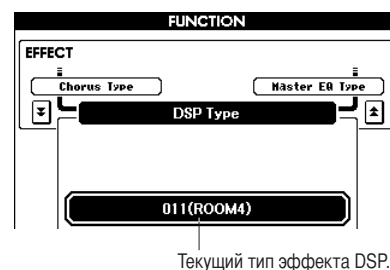 FUNCTION
EFFECT
Chorus Type
Master EQ Type
DSP Type
011(ROOM4)
Текущий тип эффекта DSP.